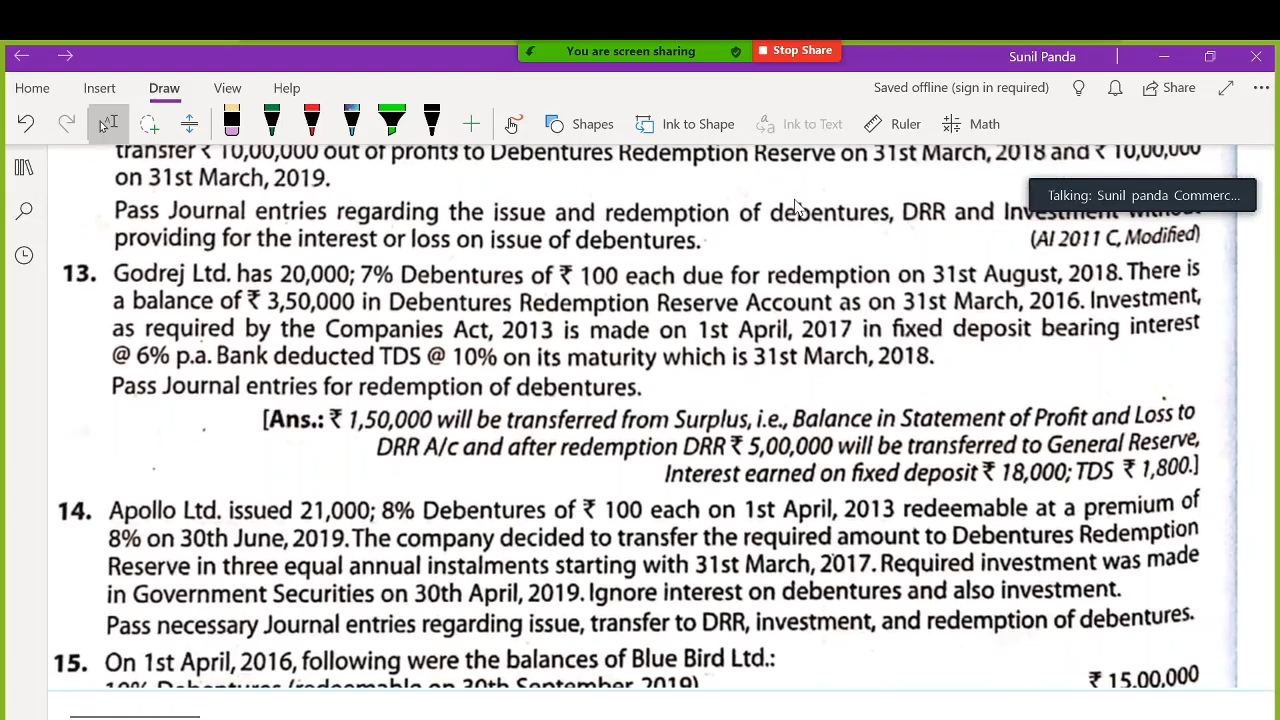 You are screen sharing
Stop Share
Sunil Panda
Home Insert Draw View Help
Saved offline (sign in required)
Share
Shapes
Ink to Shape
Ink to Text
Ruler
Math
transfer ₹ 10,00,000 out of profits to Debentures Redemption Reserve on 31st March, 2018 and ₹ 10,00,000
on 31st March, 2019.
Talking: Sunil panda Commerc...
Pass Journal entries regarding the issue and redemption of debentures, DRR and Investment without
providing for the interest or loss on issue of debentures.
(AI 2011 C, Modified)
13. Godrej Ltd. has 20,000; 7% Debentures of ₹ 100 each due for redemption on 31st August, 2018. There is
a balance of ₹ 3,50,000 in Debentures Redemption Reserve Account as on 31st March, 2016. Investment,
as required by the Companies Act, 2013 is made on 1st April, 2017 in fixed deposit bearing interest
@ 6% p.a. Bank deducted TDS @ 10% on its maturity which is 31st March, 2018.
Pass Journal entries for redemption of debentures.
[Ans.: ₹ 1,50,000 will be transferred from Surplus, i.e., Balance in Statement of Profit and Loss to
DRR A/c and after redemption DRR ₹ 5,00,000 will be transferred to General Reserve,
Interest earned on fixed deposit ₹ 18,000; TDS ₹ 1,800.]
14. Apollo Ltd. issued 21,000; 8% Debentures of ₹ 100 each on 1st April, 2013 redeemable at a premium of
8% on 30th June, 2019. The company decided to transfer the required amount to Debentures Redemption
Reserve in three equal annual instalments starting with 31st March, 2017. Required investment was made
in Government Securities on 30th April, 2019. Ignore interest on debentures and also investment.
Pass necessary Journal entries regarding issue, transfer to DRR, investment, and redemption of debentures.
15. On 1st April, 2016, following were the balances of Blue Bird Ltd.:
10% Debentures (redeemable on 30th September 2019)
₹ 15,00,000